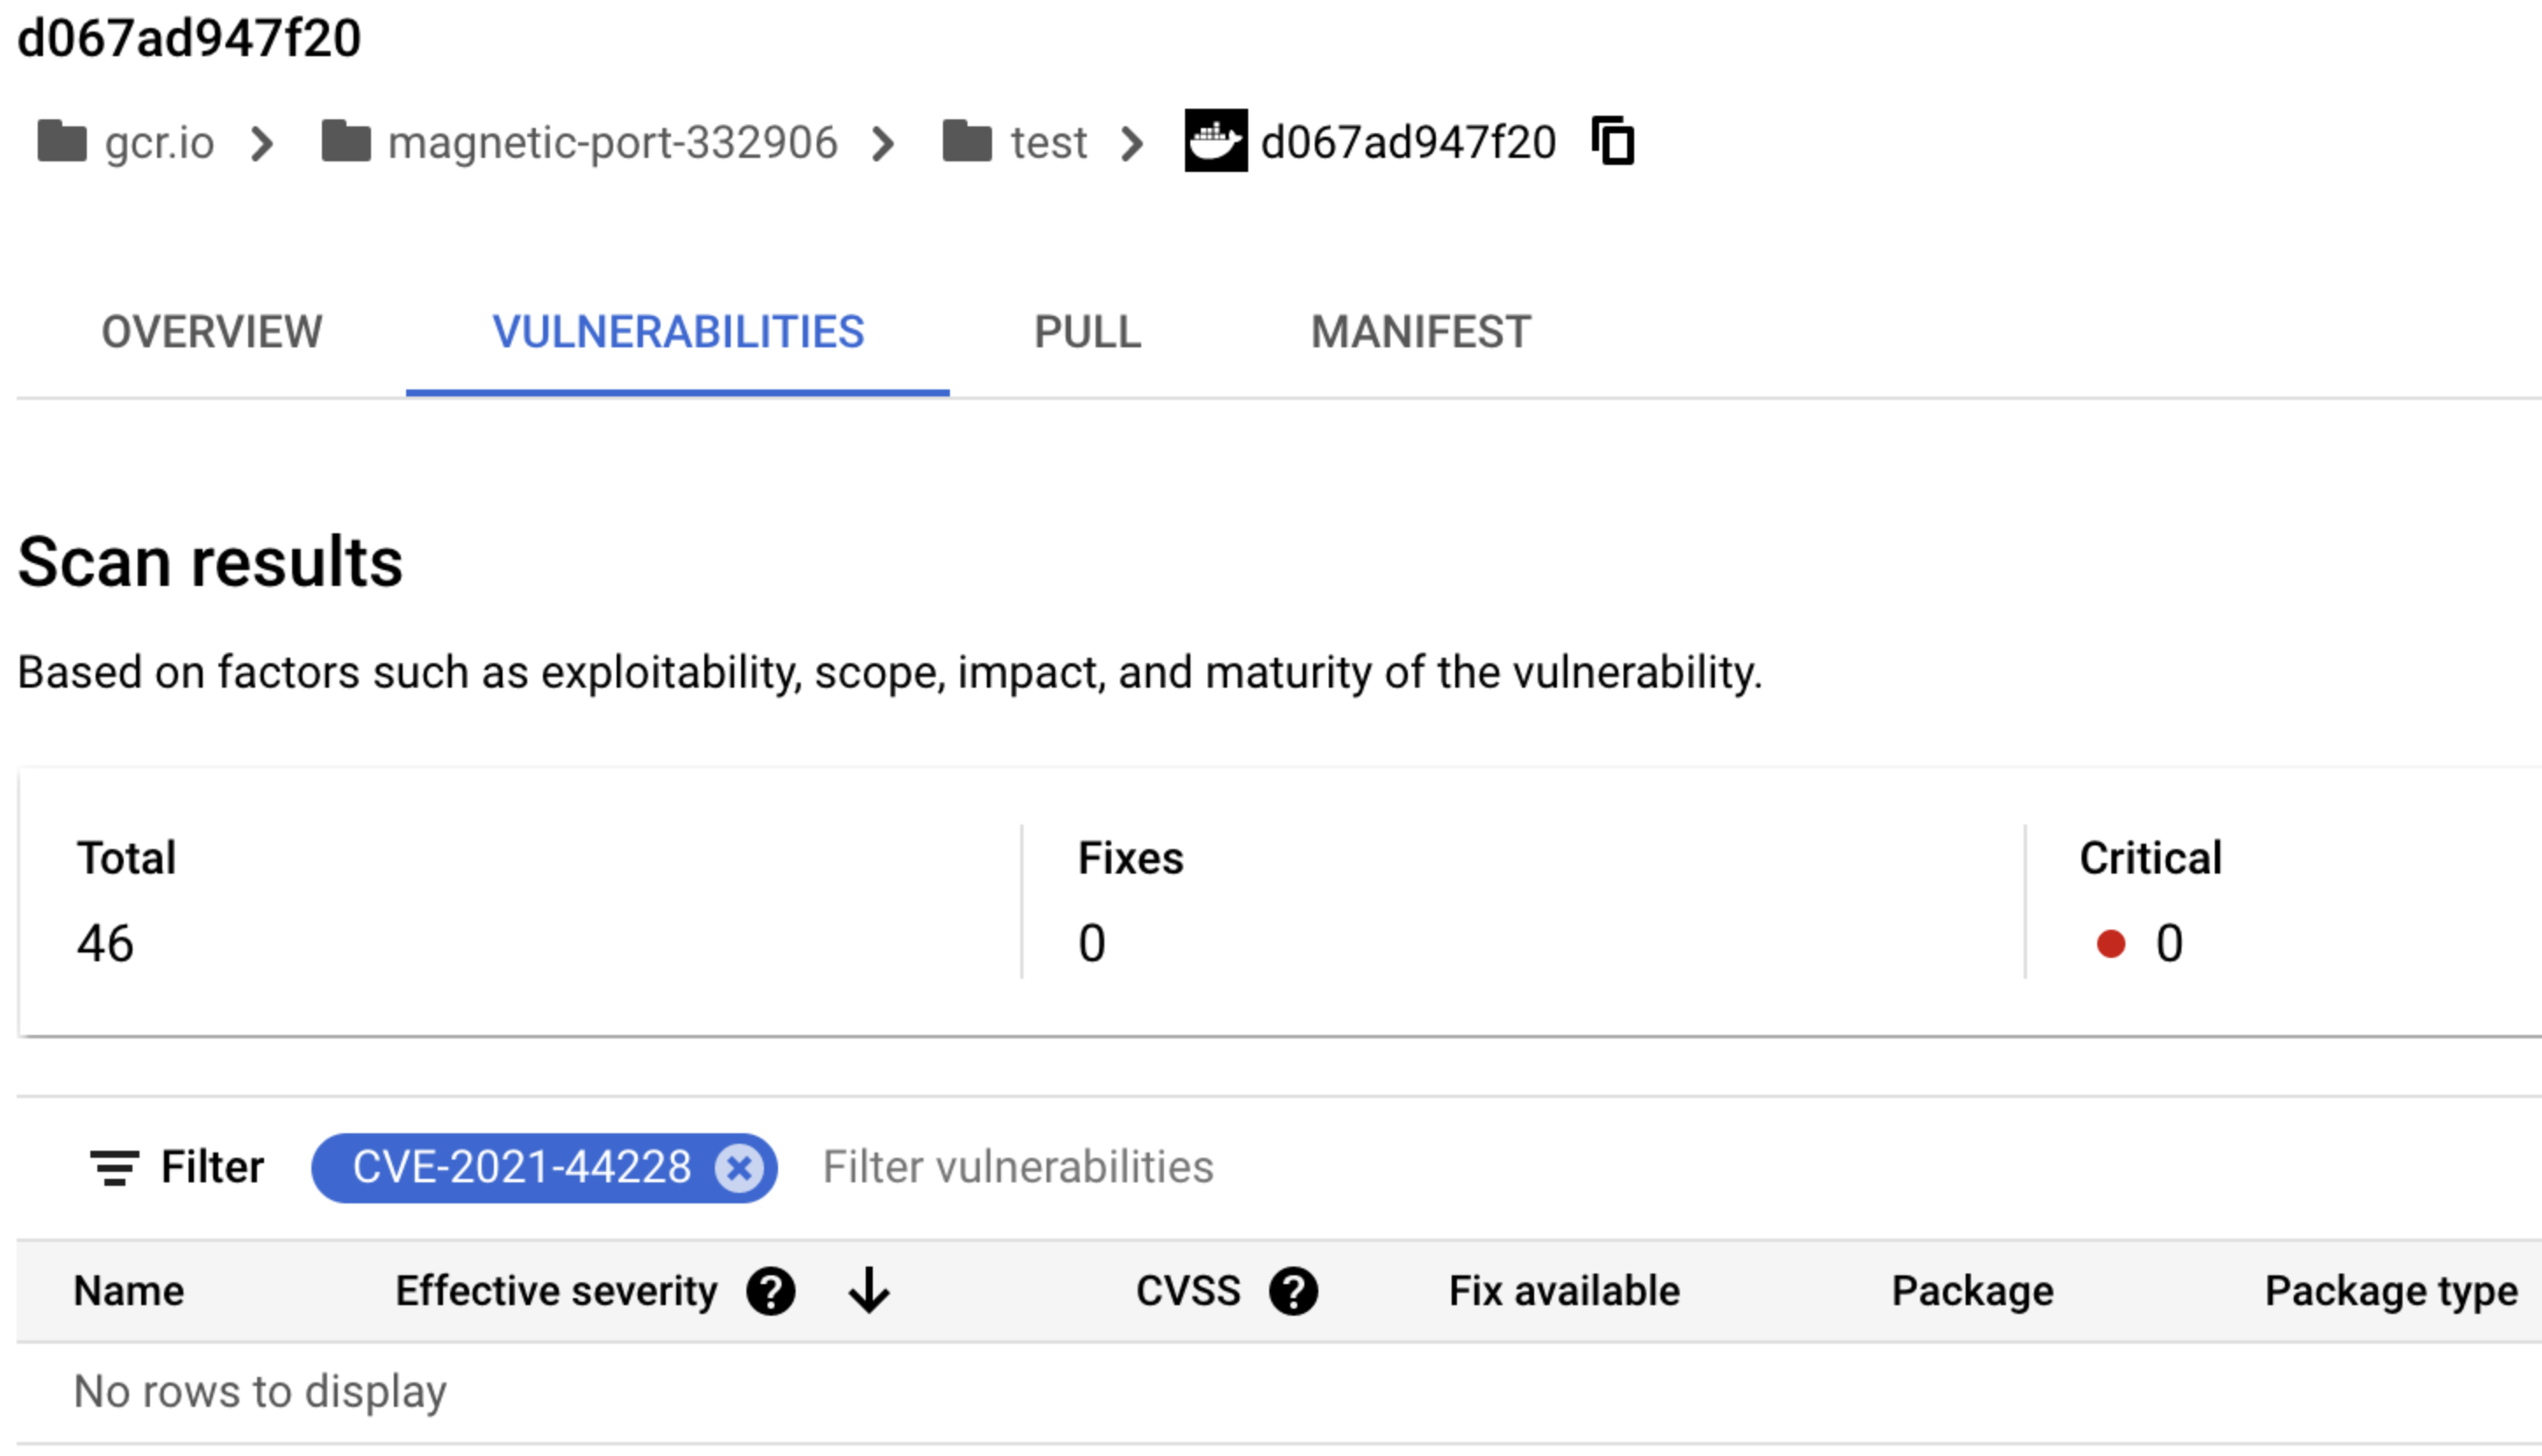 d067ad947f20
gcr.io magnetic-port-332906 test d067ad947f20
OVERVIEW VULNERABILITIES PULL MANIFEST
Scan results
Based on factors such as exploitability, scope, impact, and maturity of the vulnerability.
Total Fixes Critical
46 0 0
Filter CVE-2021-44228 Filter vulnerabilities
Name Effective severity CVSS Fix available Package Package type
No rows to display